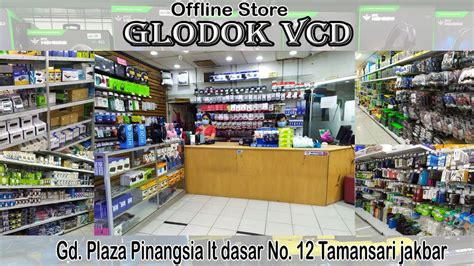 Offline Store
GLODOK VCD
Gd. Plaza Pinangsia lt dasar No. 12 Tamansari jakbar